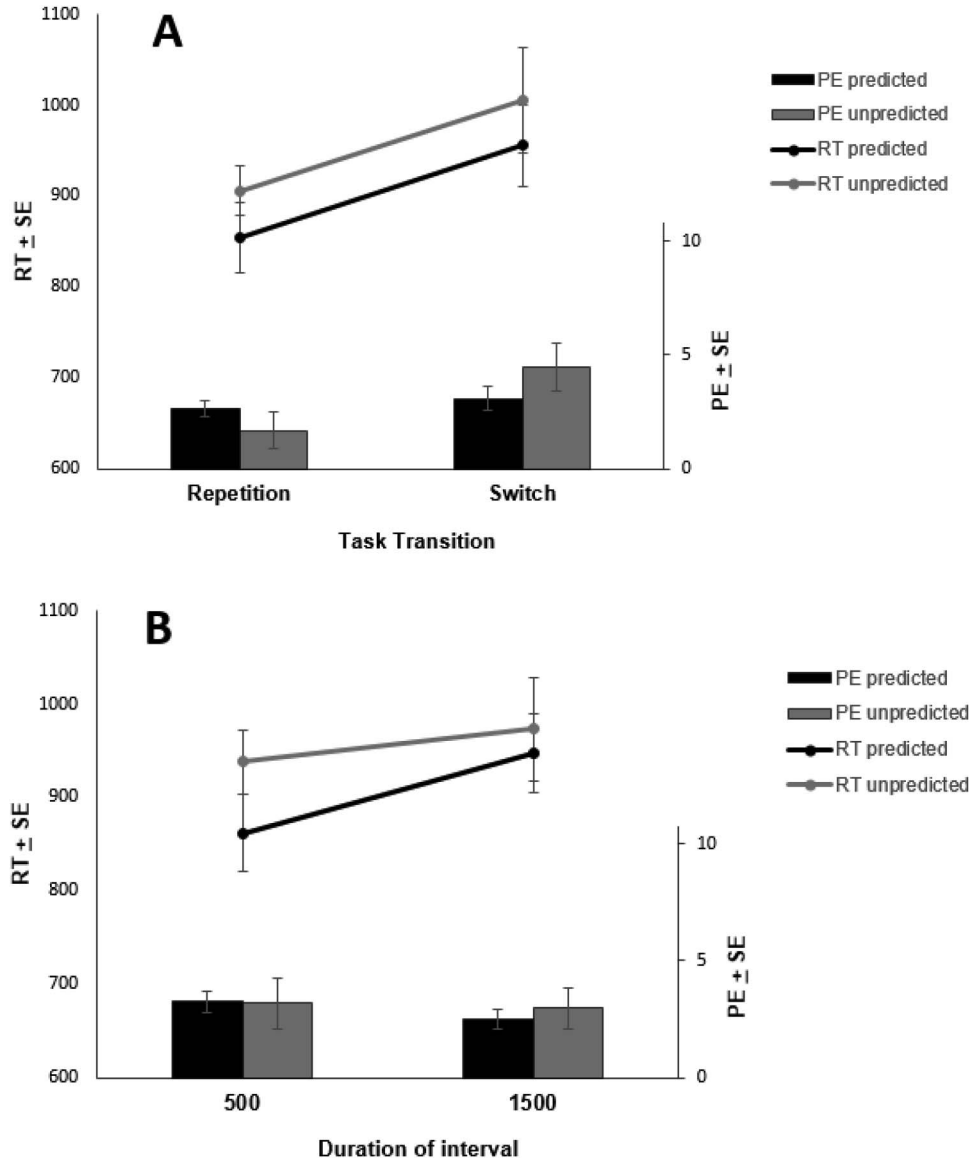 A
1100
1000
900
800
700
600
RT ± SE
10
5
0
PE ± SE
Repetition
Switch
Task Transition
PE predicted
PE unpredicted
RT predicted
RT unpredicted
B
1100
1000
900
800
700
600
RT ± SE
10
5
0
PE ± SE
500
1500
Duration of interval
PE predicted
PE unpredicted
RT predicted
RT unpredicted